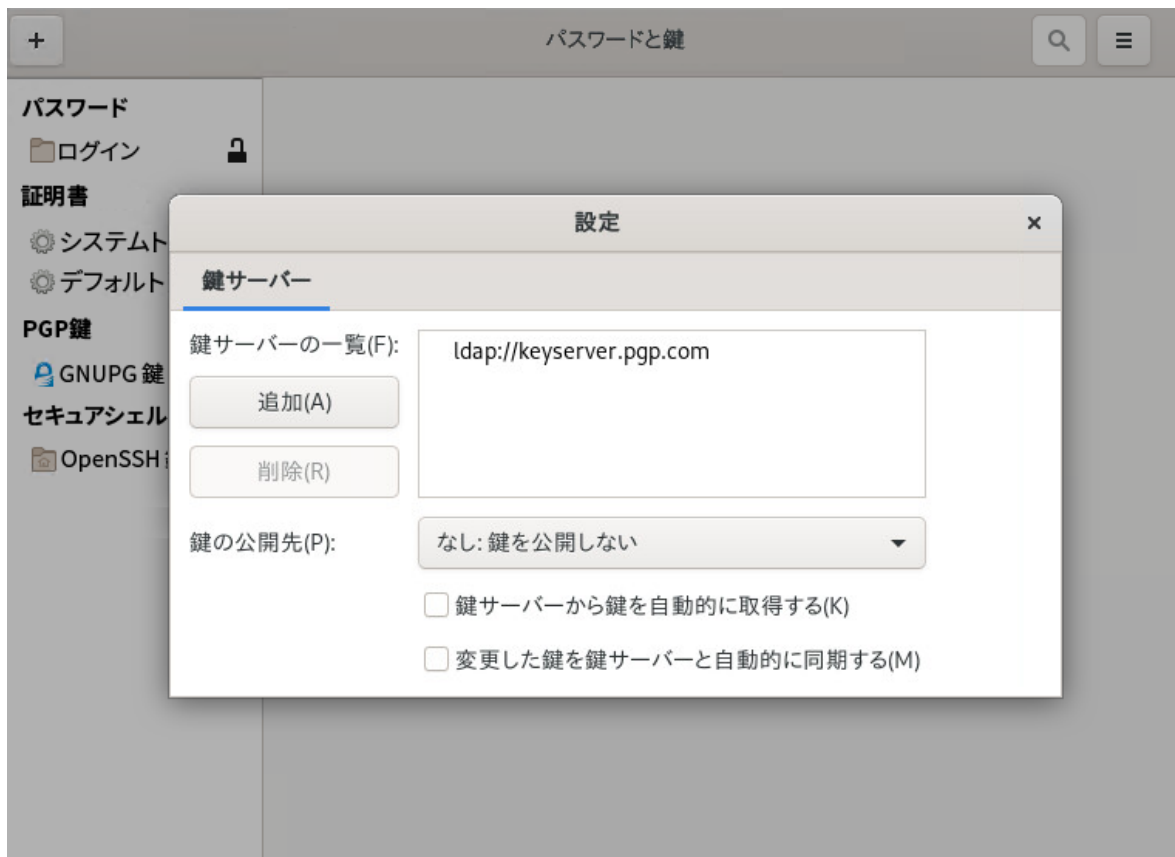 パスワードと鍵
パスワード
ログイン
証明書
システムト
デフォルト
PGP鍵
GNUPG 鍵
セキュアシェル
OpenSSH
設定
鍵サーバー
鍵サーバーの一覧(F):
ldap://keyserver.pgp.com
追加(A)
削除(R)
鍵の公開先(P):
なし: 鍵を公開しない
鍵サーバーから鍵を自動的に取得する(K)
変更した鍵を鍵サーバーと自動的に同期する(M)